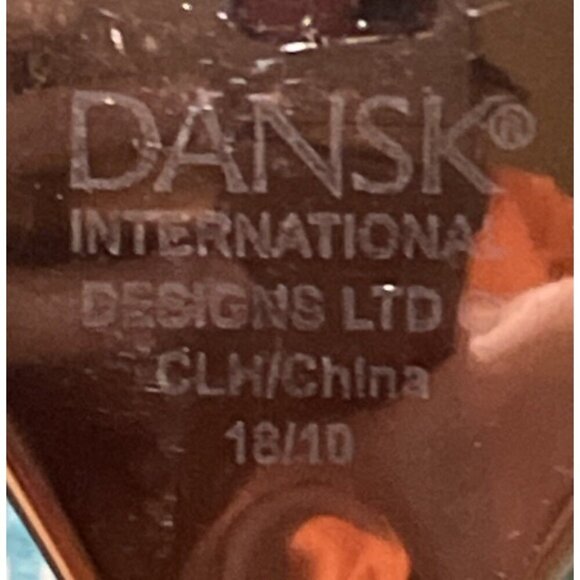 DANSK®
INTERNATIONAL
DESIGNS LTD ©
CLH/China
18/10